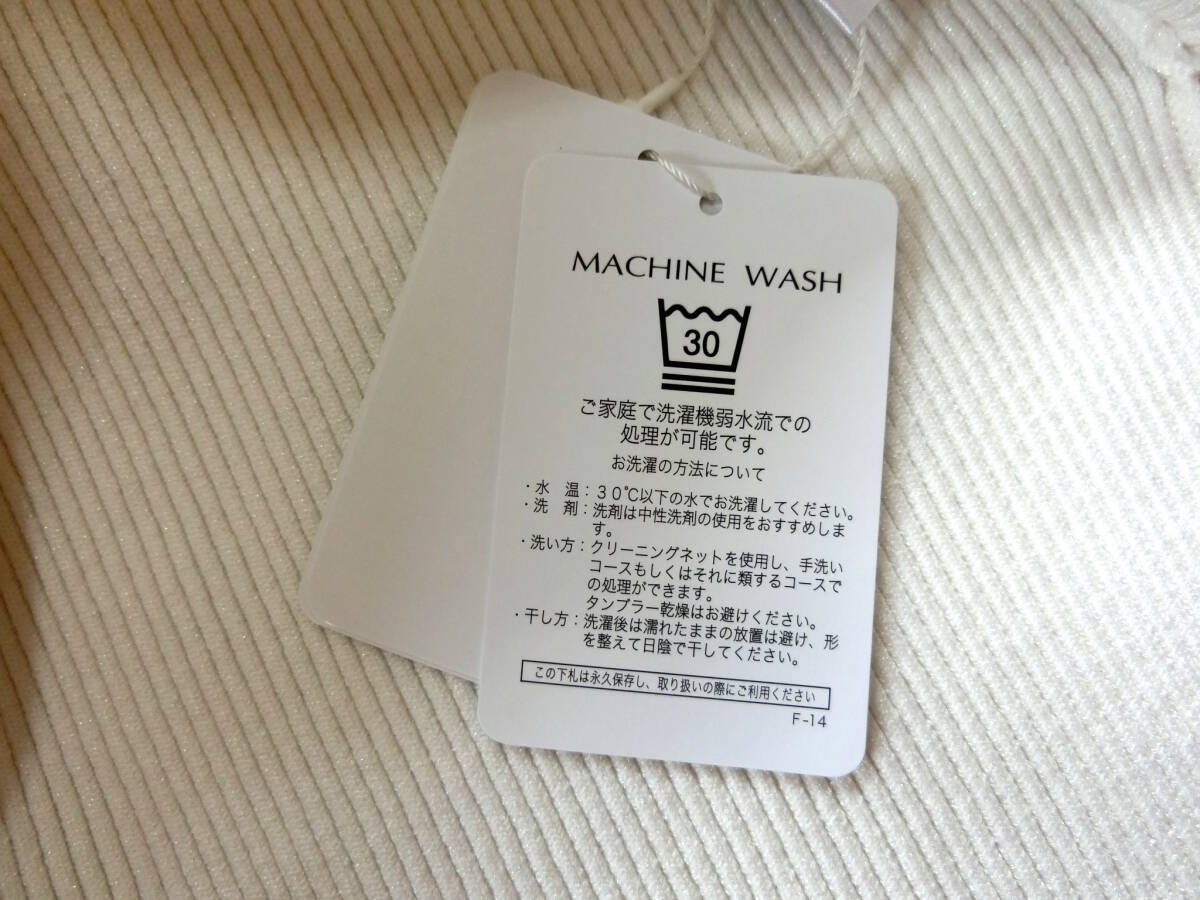 MACHINE WASH
30
ご家庭で洗濯機弱水流での
処理が可能です。
お洗濯の方法について
・水　温：３０℃以下の水でお洗濯してください。
・洗　剤：洗剤は中性洗剤の使用をおすすめしま
す。
・洗い方：クリーニングネットを使用し、手洗い
コースもしくはそれに類するコースで
の処理ができます。
タンブラー乾燥はお避けください。
・干し方：洗濯後は濡れたままの放置は避け、形
を整えて日陰で干してください。
この下札は永久保存し、取り扱いの際にご利用ください
F-14